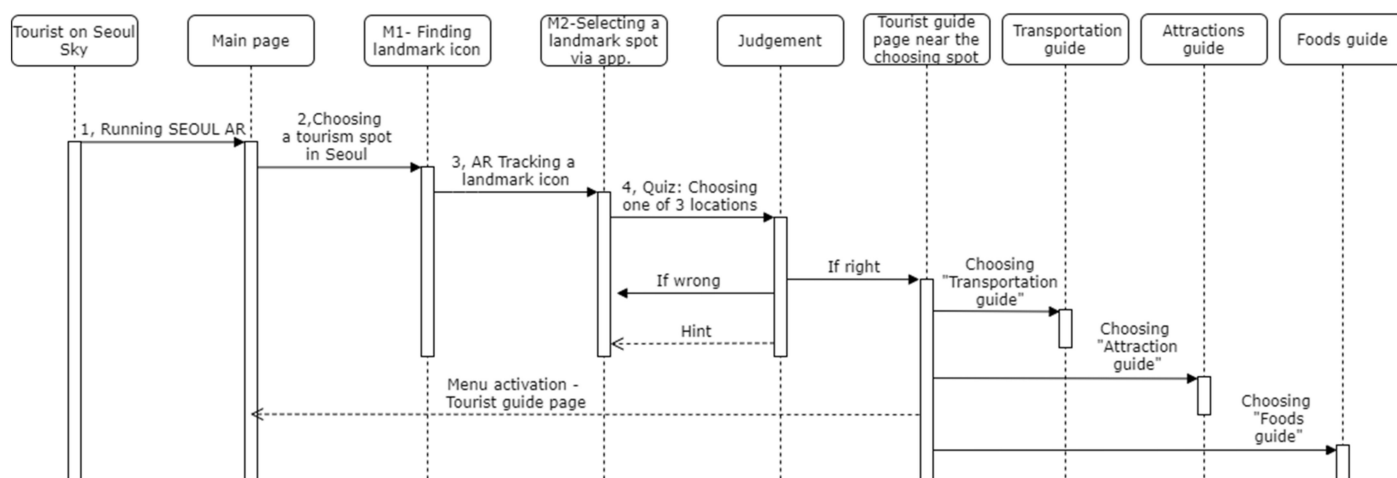 Tourist on Seoul
Sky
Main page
M1- Finding
landmark icon
M2-Selecting a
landmark spot
via app.
Judgement
Tourist guide
page near the
choosing spot
Transportation
guide
Attractions
guide
Foods guide
1, Running SEOUL AR
2,Choosing
a tourism spot
in Seoul
3, AR Tracking a
landmark icon
4, Quiz: Choosing
one of 3 locations
If right
If wrong
Hint
Choosing
"Transportation
guide"
Choosing
"Attraction
guide"
Menu activation -
Tourist guide page
Choosing
"Foods
guide"